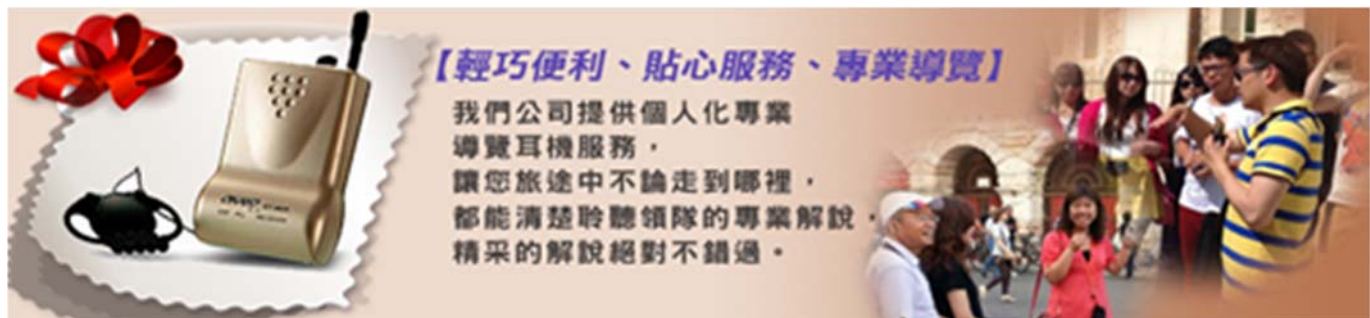 【輕巧便利、貼心服務、專業導覽】
我們公司提供個人化專業
導覽耳機服務，
讓您旅途中不論走到哪裡，
都能清楚聆聽領隊的專業解說，
精采的解說絕對不錯過。